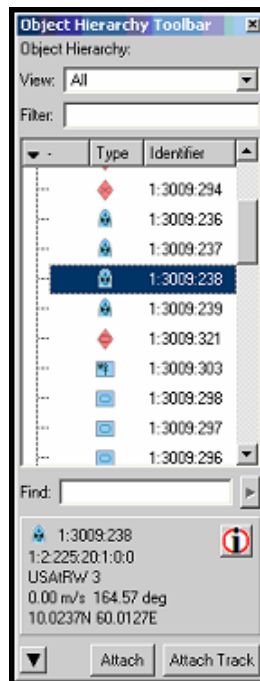 Object Hierarchy Toolbar
Object Hierarchy:
View: All
Filter:
Type Identifier
1:3009:294
1:3009:236
1:3009:237
1:3009:238
1:3009:239
1:3009:321
1:3009:303
1:3009:298
1:3009:297
1:3009:296
Find:
1:3009:238
1:2:225:20:1:0:0
USAtRW 3
0.00 m/s 164.57 deg
10.0237N 60.0127E
Attach Attach Track